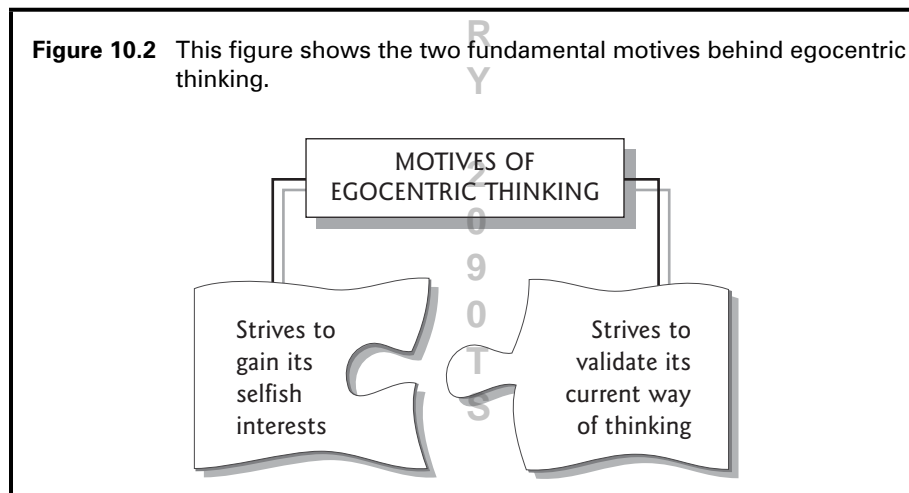 Figure 10.2 This figure shows the two fundamental motives behind egocentric
thinking.
MOTIVES OF
EGOCENTRIC THINKING
Strives to
gain its
selfish
interests
Strives to
validate its
current way
of thinking
R
Y
2
0
9
0
T
S